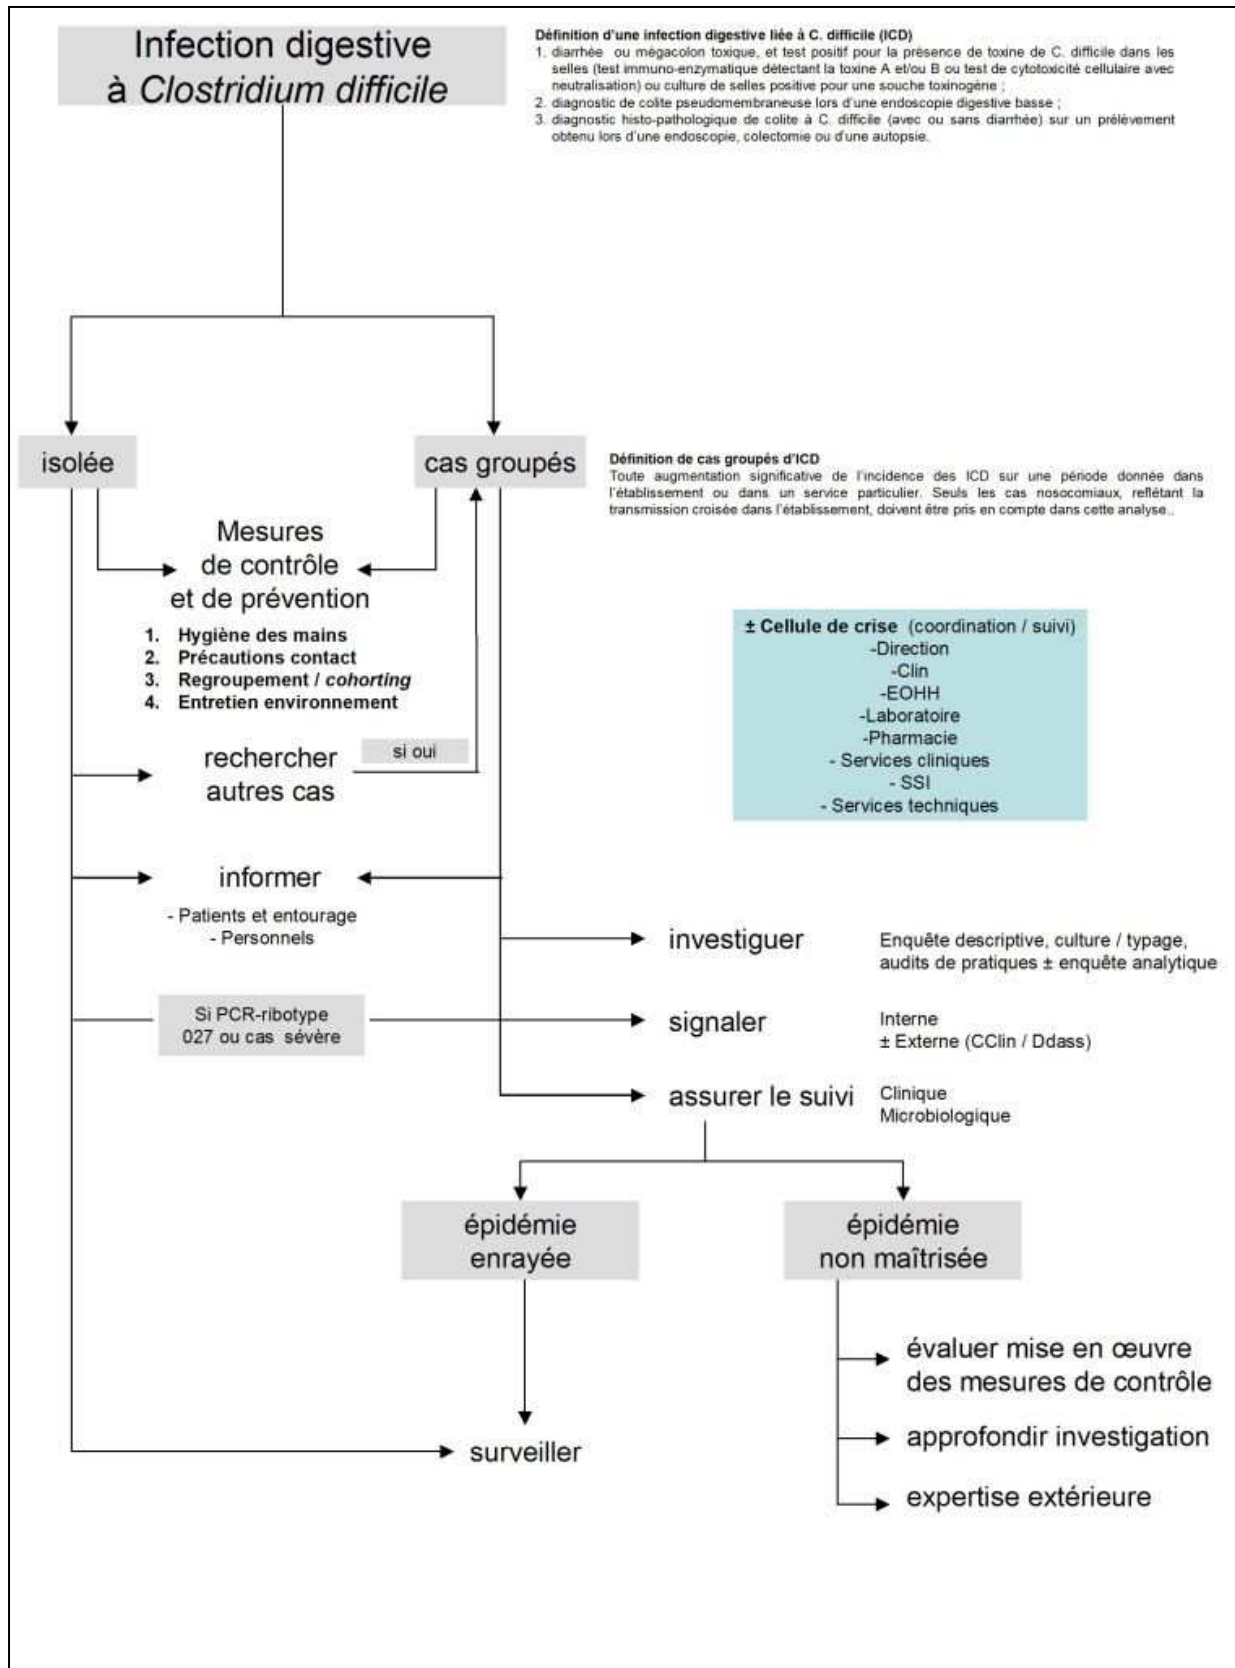 Infection digestive
à Clostridium difficile
Définition d'une infection digestive liée à C. difficile (ICD)
1. diarrhée ou mégacolon toxique, et test positif pour la présence de toxine de C. difficile dans les
selles (test immuno-enzymatique détectant la toxine A et/ou B ou test de cytotoxicité cellulaire avec
neutralisation) ou culture de selles positive pour une souche toxinogène ;
2. diagnostic de colite pseudomembraneuse lors d'une endoscopie digestive basse ;
3. diagnostic histo-pathologique de colite à C. difficile (avec ou sans diarrhée) sur un prélèvement
obtenu lors d'une endoscopie, colectomie ou d'une autopsie.
isolée
cas groupés
Définition de cas groupés d'ICD
Toute augmentation significative de l'incidence des ICD sur une période donnée dans
l'établissement ou dans un service particulier. Seuls les cas nosocomiaux, reflétant la
transmission croisée dans l'établissement, doivent être pris en compte dans cette analyse..
Mesures
de contrôle
et de prévention
1. Hygiène des mains
2. Précautions contact
3. Regroupement / cohorting
4. Entretien environnement
± Cellule de crise (coordination / suivi)
-Direction
-Clin
-EOHH
-Laboratoire
-Pharmacie
- Services cliniques
- SSI
- Services techniques
rechercher
autres cas
si oui
informer
- Patients et entourage
- Personnels
investiguer
Enquête descriptive, culture / typage,
audits de pratiques ± enquête analytique
Si PCR-ribotype
027 ou cas sévère
signaler
Interne
± Externe (CClin / Ddass)
assurer le suivi
Clinique
Microbiologique
épidémie
enrayée
épidémie
non maîtrisée
évaluer mise en œuvre
des mesures de contrôle
approfondir investigation
surveiller
expertise extérieure